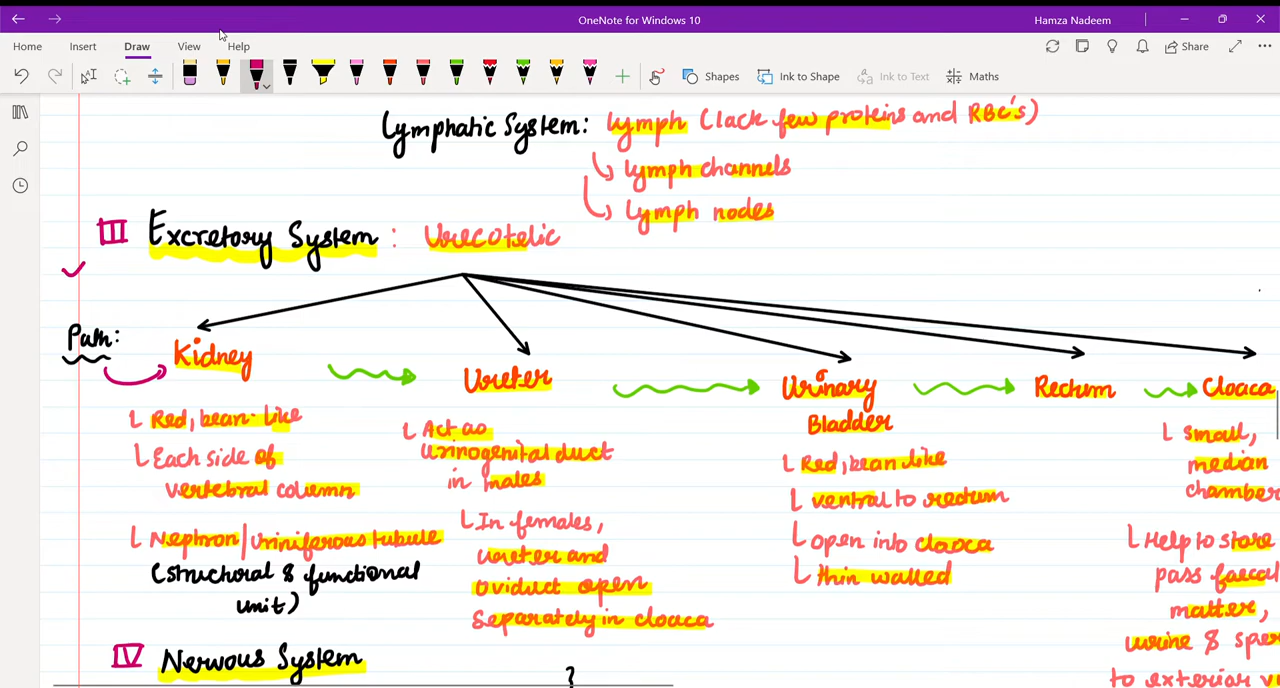 OneNote for Windows 10
Hamza Nadeem
Home Insert Draw View Help
Share
Shapes Ink to Shape Ink to Text Maths
Lymphatic System: Lymph (lack few proteins and RBC's)
lymph channels
lymph nodes
III Excretory System: Urecotelic
Path:
Kidney Ureter Urinary Bladder Rectum Cloaca
Red, bean-like
Each side of
vertebral column
Nephron/Uriniferous tubule
(structural & functional
unit)
Act as
urinogenital duct
in males
In females,
ureter and
oviduct open
Separately in cloaca
Red, bean like
ventral to rectum
open into cloaca
thin walled
small,
median
chamber
Help to store
pass faecal
matter,
urine &
to exterior
IV Nervous System